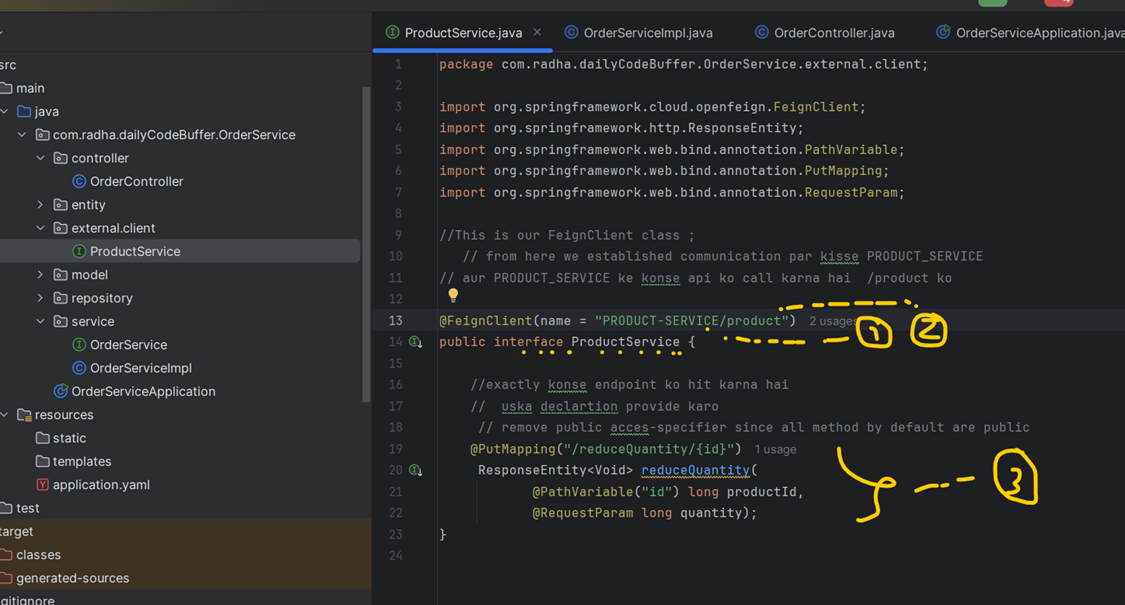 ProductService.java
OrderServiceImpl.java
OrderController.java
OrderServiceApplication.java
src
main
java
com.radha.dailyCodeBuffer.OrderService
controller
OrderController
entity
external.client
ProductService
model
repository
service
OrderService
OrderServiceImpl
OrderServiceApplication
resources
static
templates
application.yaml
test
target
classes
generated-sources
.gitignore
1 package com.radha.dailyCodeBuffer.OrderService.external.client;
2
3 import org.springframework.cloud.openfeign.FeignClient;
4 import org.springframework.http.ResponseEntity;
5 import org.springframework.web.bind.annotation.PathVariable;
6 import org.springframework.web.bind.annotation.PutMapping;
7 import org.springframework.web.bind.annotation.RequestParam;
8
9 //This is our FeignClient class ;
10 // from here we established communication par kisse PRODUCT_SERVICE
11 // aur PRODUCT_SERVICE ke konse api ko call karna hai /product ko
12
13 @FeignClient(name = "PRODUCT-SERVICE/product") 2 usages 1 2
14 public interface ProductService {
15
16 //exactly konse endpoint ko hit karna hai
17 // uska declartion provide karo
18 // remove public acces-specifier since all method by default are public
19 @PutMapping("/reduceQuantity/{id}") 1 usage
20 ResponseEntity<Void> reduceQuantity(
21 @PathVariable("id") long productId, 3
22 @RequestParam long quantity);
23 }
24